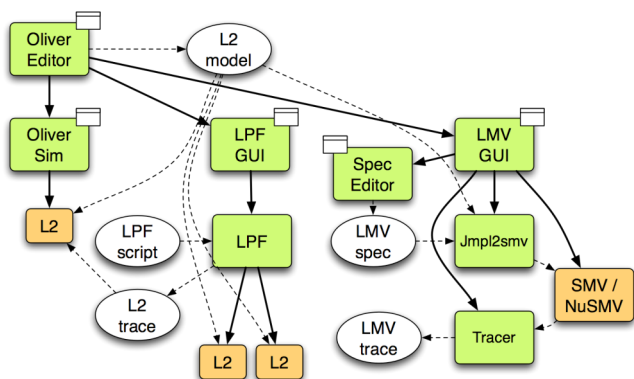 Oliver
Editor
L2
model
Oliver
Sim
LPF
GUI
LMV
GUI
Spec
Editor
L2
LPF
script
LPF
LMV
spec
Jmpl2smv
L2
trace
SMV /
NuSMV
LMV
trace
Tracer
L2
L2